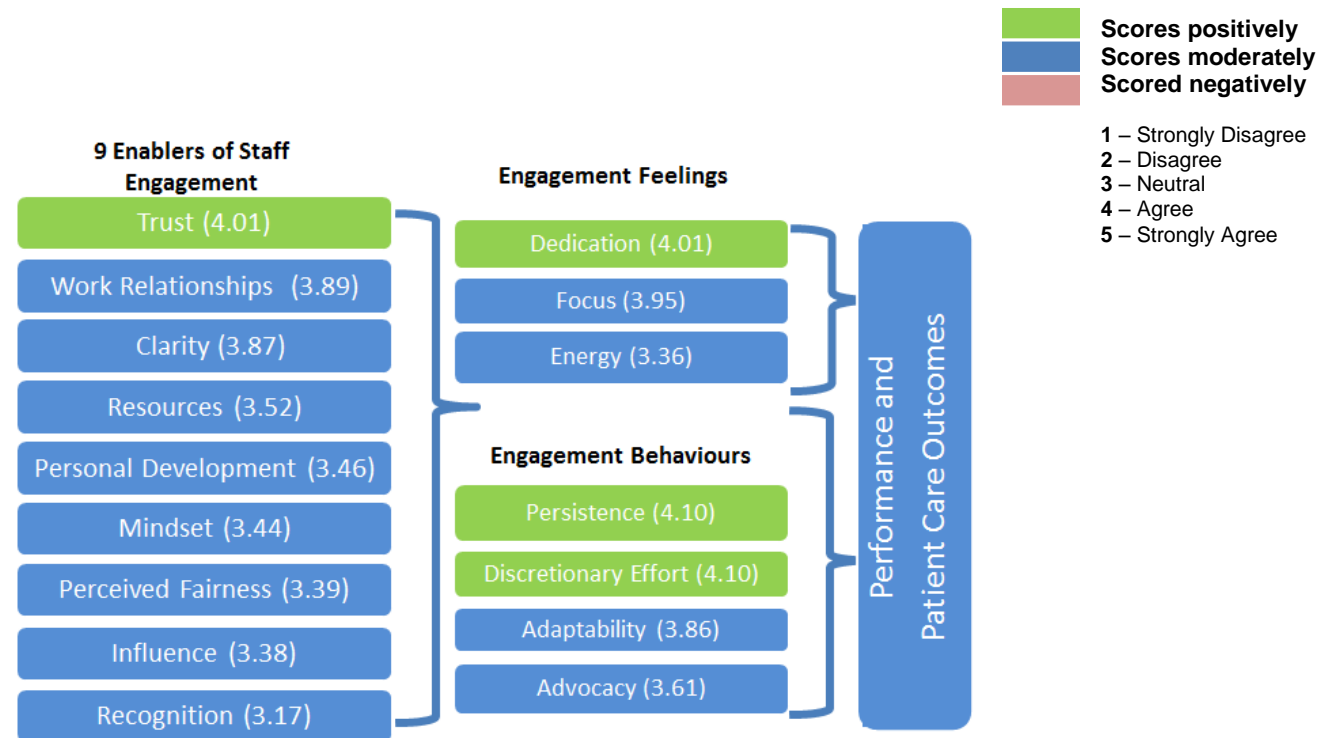 Scores positively
Scores moderately
Scored negatively
1 – Strongly Disagree
2 – Disagree
3 – Neutral
4 – Agree
5 – Strongly Agree
9 Enablers of Staff
Engagement
Trust (4.01)
Work Relationships (3.89)
Clarity (3.87)
Resources (3.52)
Personal Development (3.46)
Mindset (3.44)
Perceived Fairness (3.39)
Influence (3.38)
Recognition (3.17)
Engagement Feelings
Dedication (4.01)
Focus (3.95)
Energy (3.36)
Engagement Behaviours
Persistence (4.10)
Discretionary Effort (4.10)
Adaptability (3.86)
Advocacy (3.61)
Performance and
Patient Care Outcomes